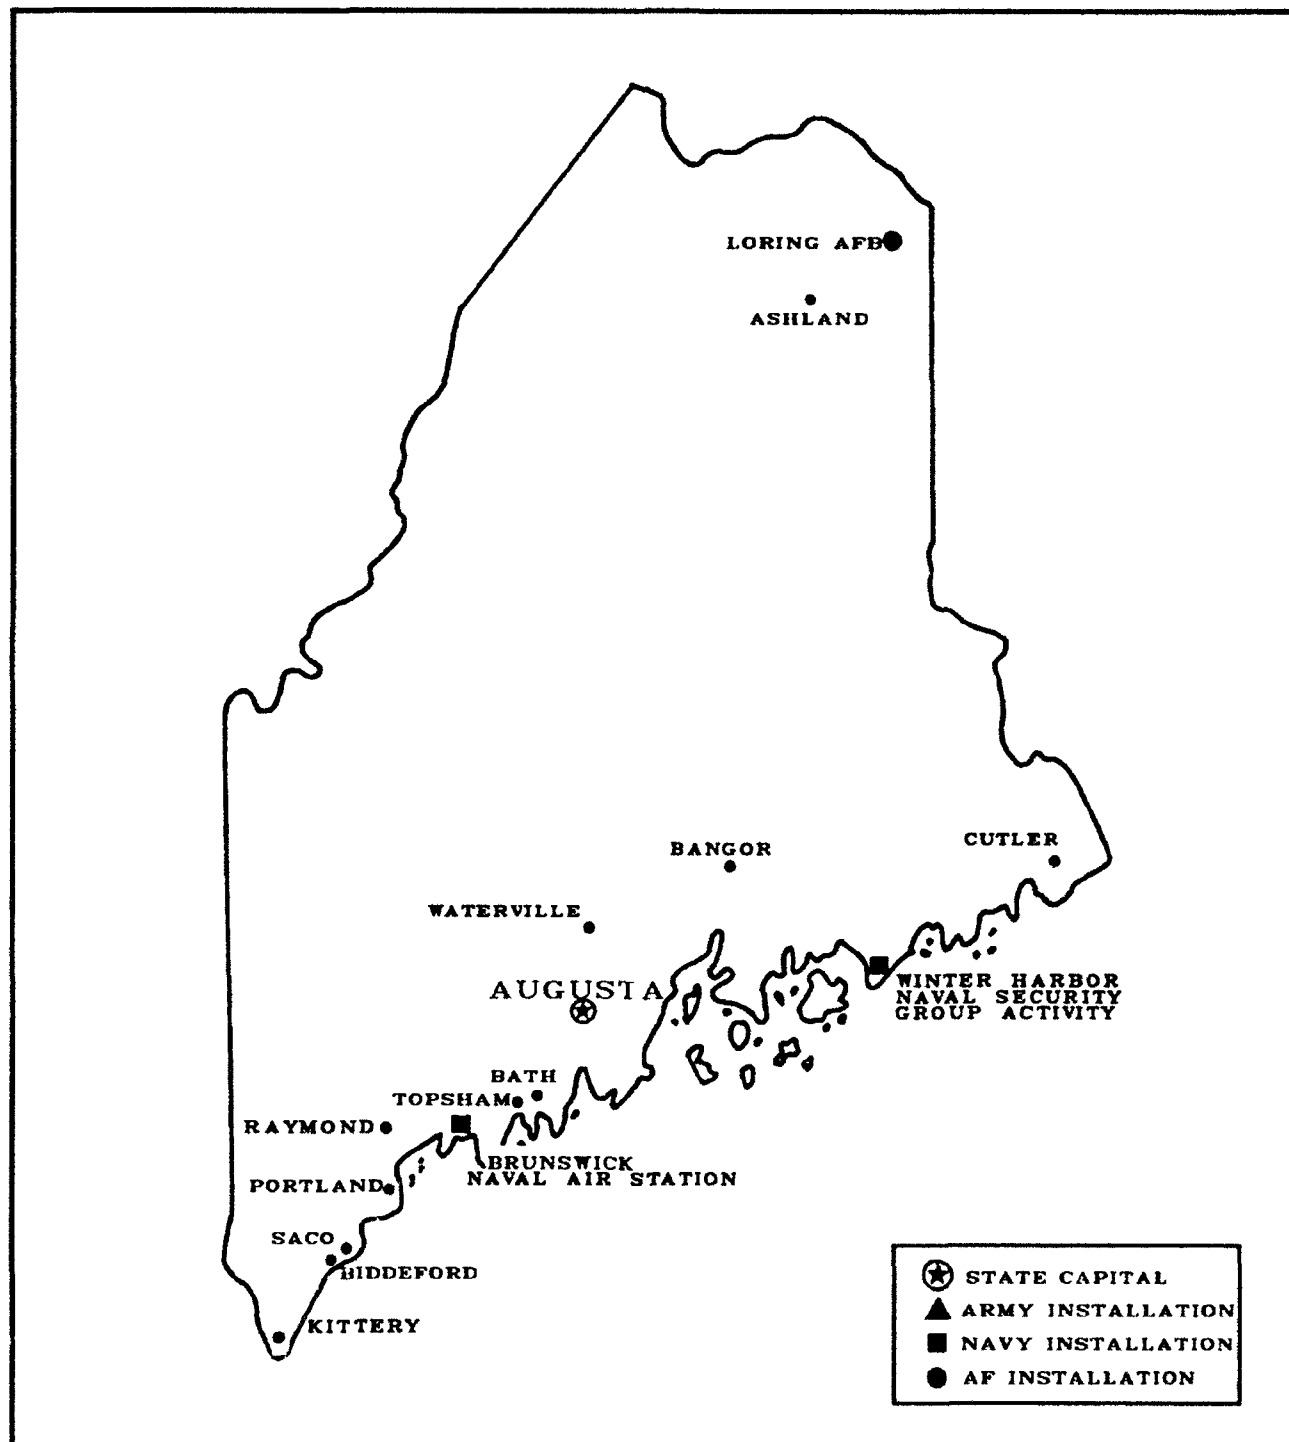 LORING AFB
ASHLAND
BANGOR
CUTLER
WATERVILLE
AUGUSTA
WINTER HARBOR
NAVAL SECURITY
GROUP ACTIVITY
BATH
TOPSHAM
RAYMOND
BRUNSWICK
NAVAL AIR STATION
PORTLAND
SACO
BIDDEFORD
KITTERY
STATE CAPITAL
ARMY INSTALLATION
NAVY INSTALLATION
AF INSTALLATION